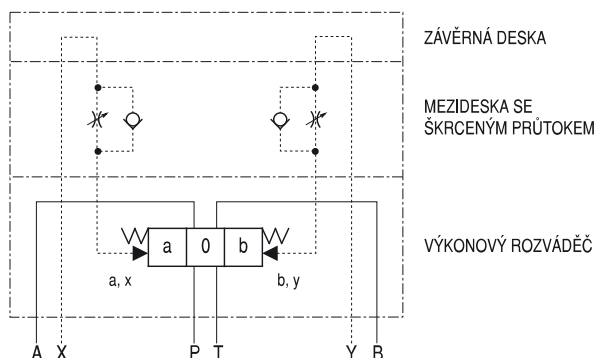 ZÁVĚRNÁ DESKA
MEZIDESKA SE
ŠKRCENÝM PRŮTOKEM
VÝKONOVÝ ROZVÁDĚČ
a 0 b
a, x b, y
A X P T Y B